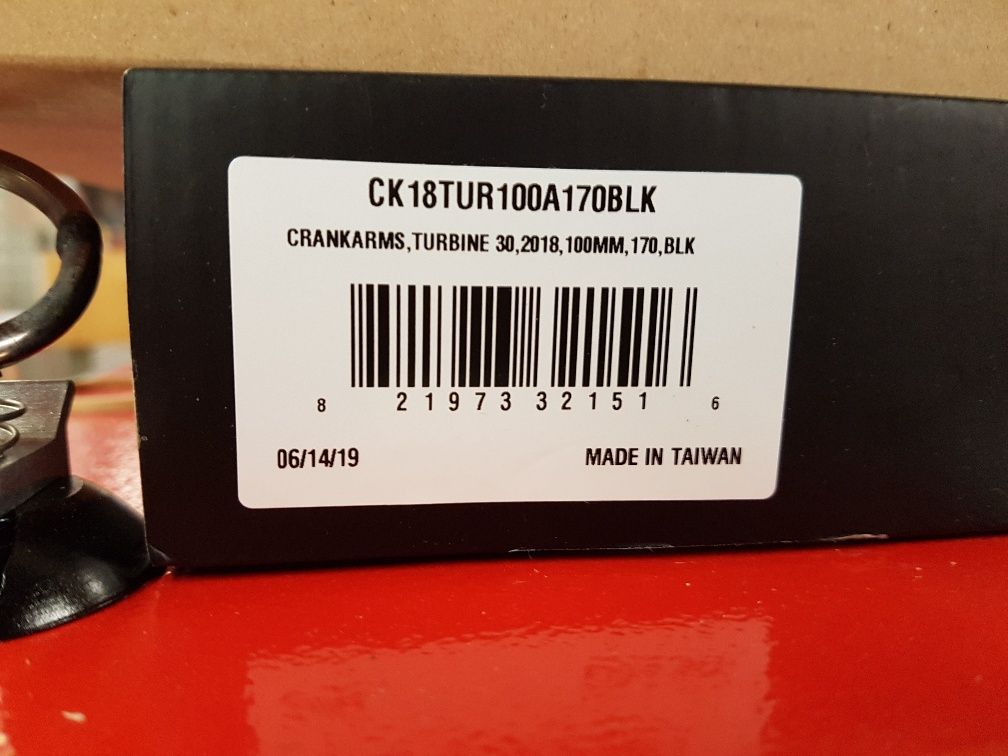 CK18TUR100A170BLK
CRANKARMS,TURBINE 30,2018,100MM,170,BLK
8 21973 32151 6
06/14/19 MADE IN TAIWAN